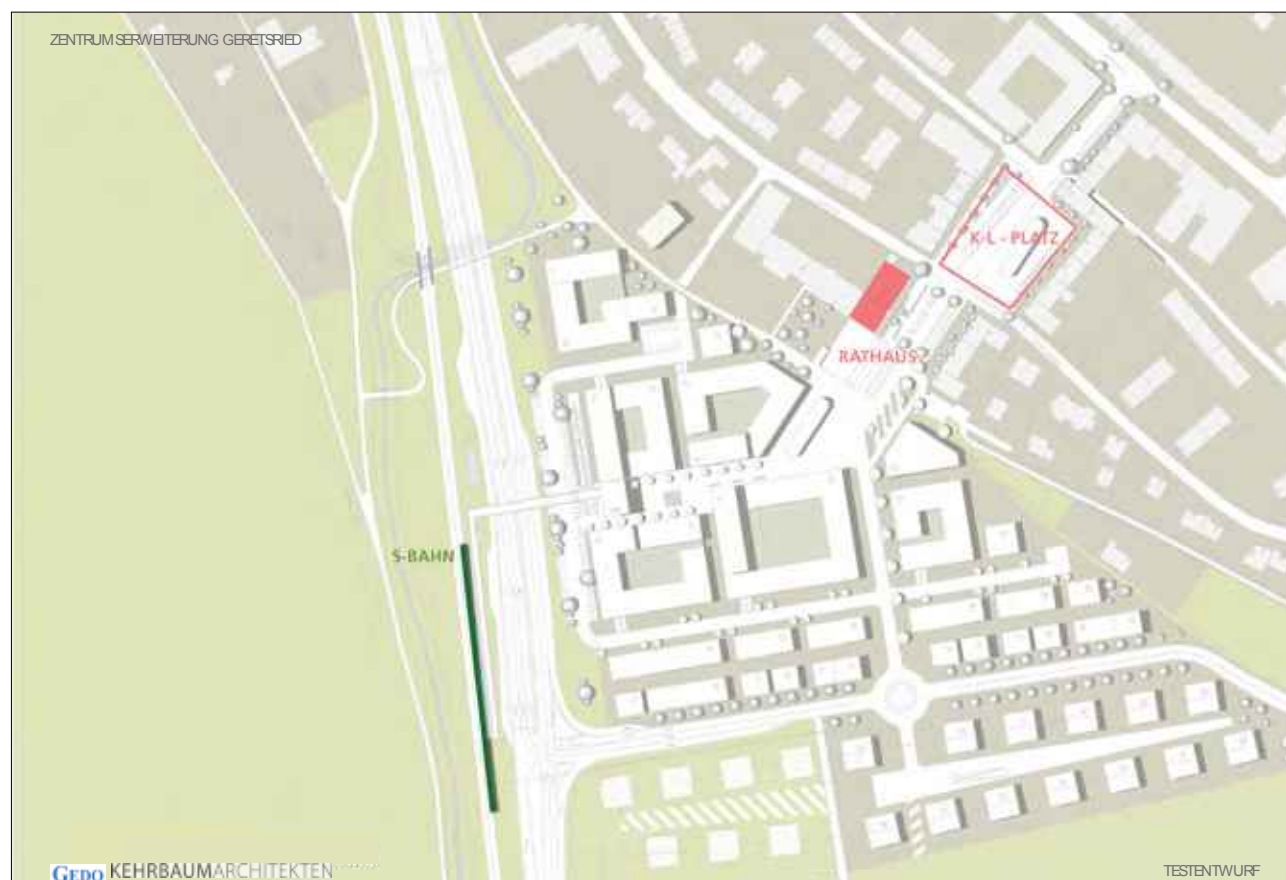 ZENTRUMSERWEITERUNG GERETSRIED
K-L - PLATZ
RATHAUS
S-BAHN
GEDO KEHRBAUMARCHITEKTEN
TESTENTWURF